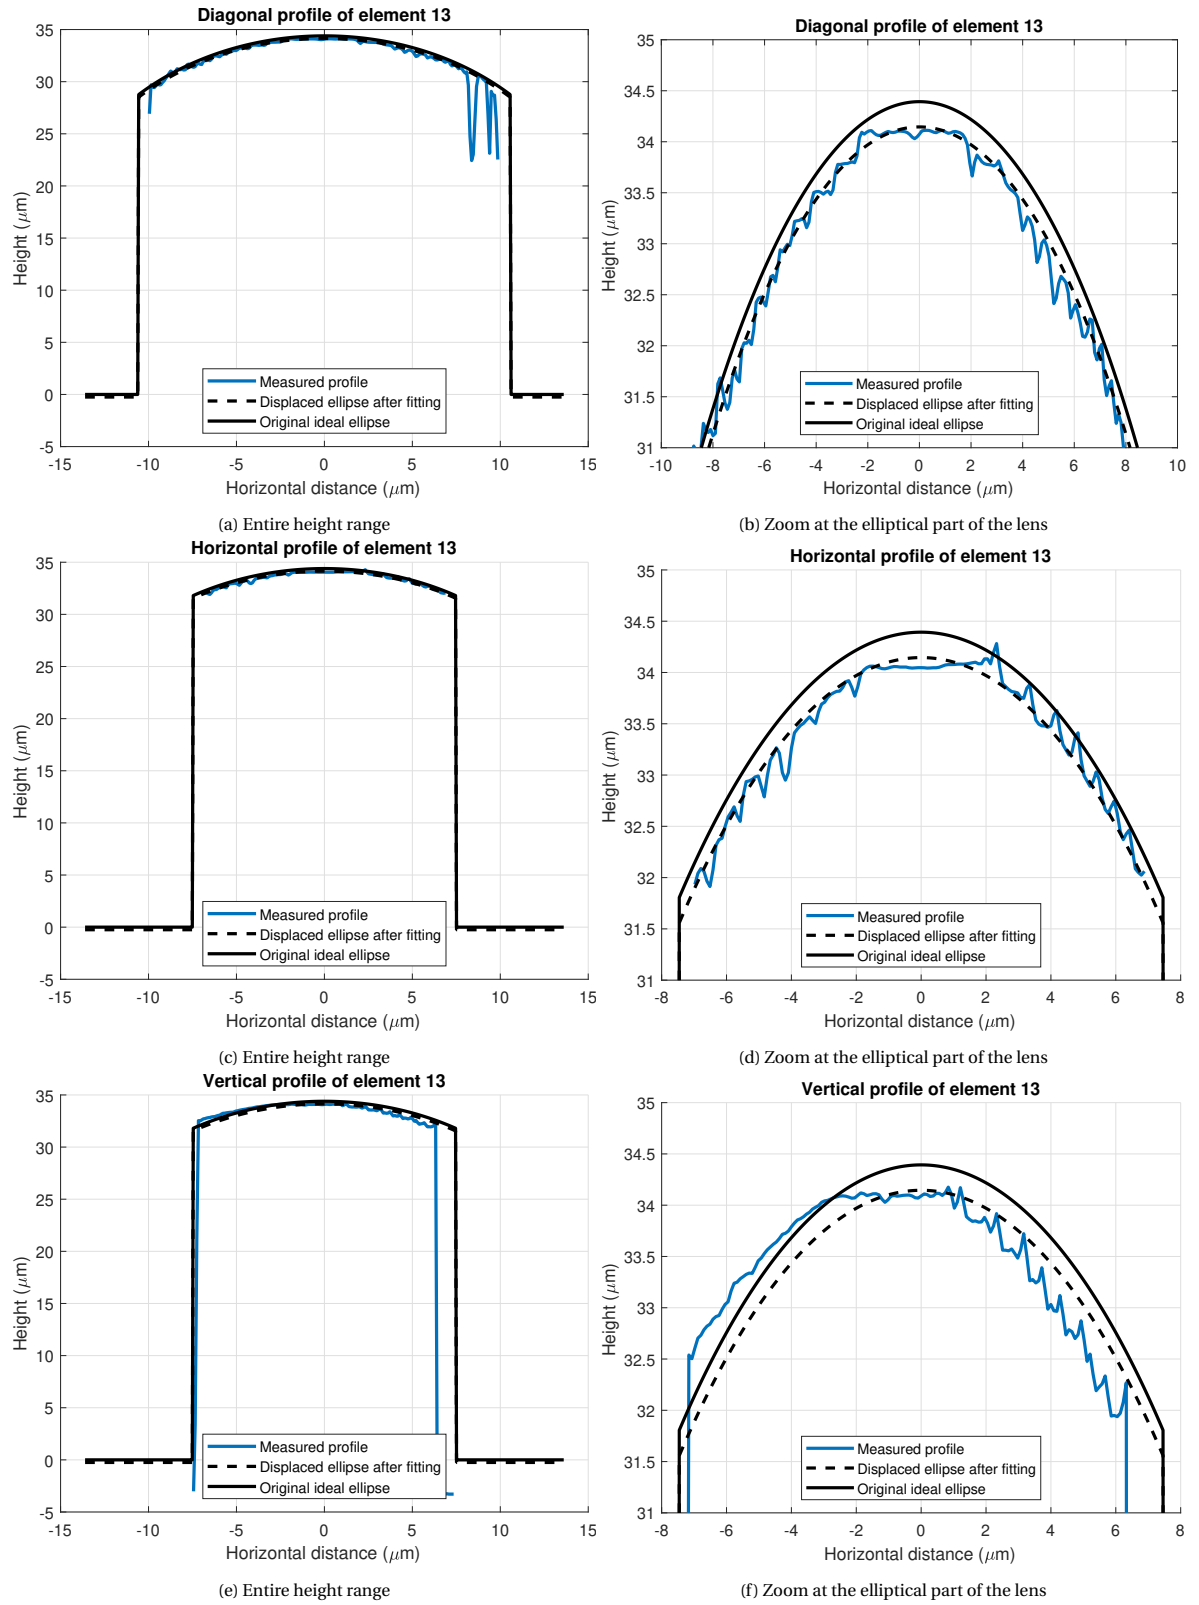 Diagonal profile of element 13
35
30
25
20
15
10
5
0
-5
-15
-10
-5
0
5
10
15
Height (μm)
Horizontal distance (μm)
Measured profile
Displaced ellipse after fitting
Original ideal ellipse
(a) Entire height range
Diagonal profile of element 13
35
34.5
34
33.5
33
32.5
32
31.5
31
-10
-8
-6
-4
-2
0
2
4
6
8
10
Height (μm)
Horizontal distance (μm)
Measured profile
Displaced ellipse after fitting
Original ideal ellipse
(b) Zoom at the elliptical part of the lens
Horizontal profile of element 13
35
30
25
20
15
10
5
0
-5
-15
-10
-5
0
5
10
15
Height (μm)
Horizontal distance (μm)
Measured profile
Displaced ellipse after fitting
Original ideal ellipse
(c) Entire height range
Horizontal profile of element 13
35
34.5
34
33.5
33
32.5
32
31.5
31
-8
-6
-4
-2
0
2
4
6
8
Height (μm)
Horizontal distance (μm)
Measured profile
Displaced ellipse after fitting
Original ideal ellipse
(d) Zoom at the elliptical part of the lens
Vertical profile of element 13
35
30
25
20
15
10
5
0
-5
-15
-10
-5
0
5
10
15
Height (μm)
Horizontal distance (μm)
Measured profile
Displaced ellipse after fitting
Original ideal ellipse
(e) Entire height range
Vertical profile of element 13
35
34.5
34
33.5
33
32.5
32
31.5
31
-8
-6
-4
-2
0
2
4
6
8
Height (μm)
Horizontal distance (μm)
Measured profile
Displaced ellipse after fitting
Original ideal ellipse
(f) Zoom at the elliptical part of the lens